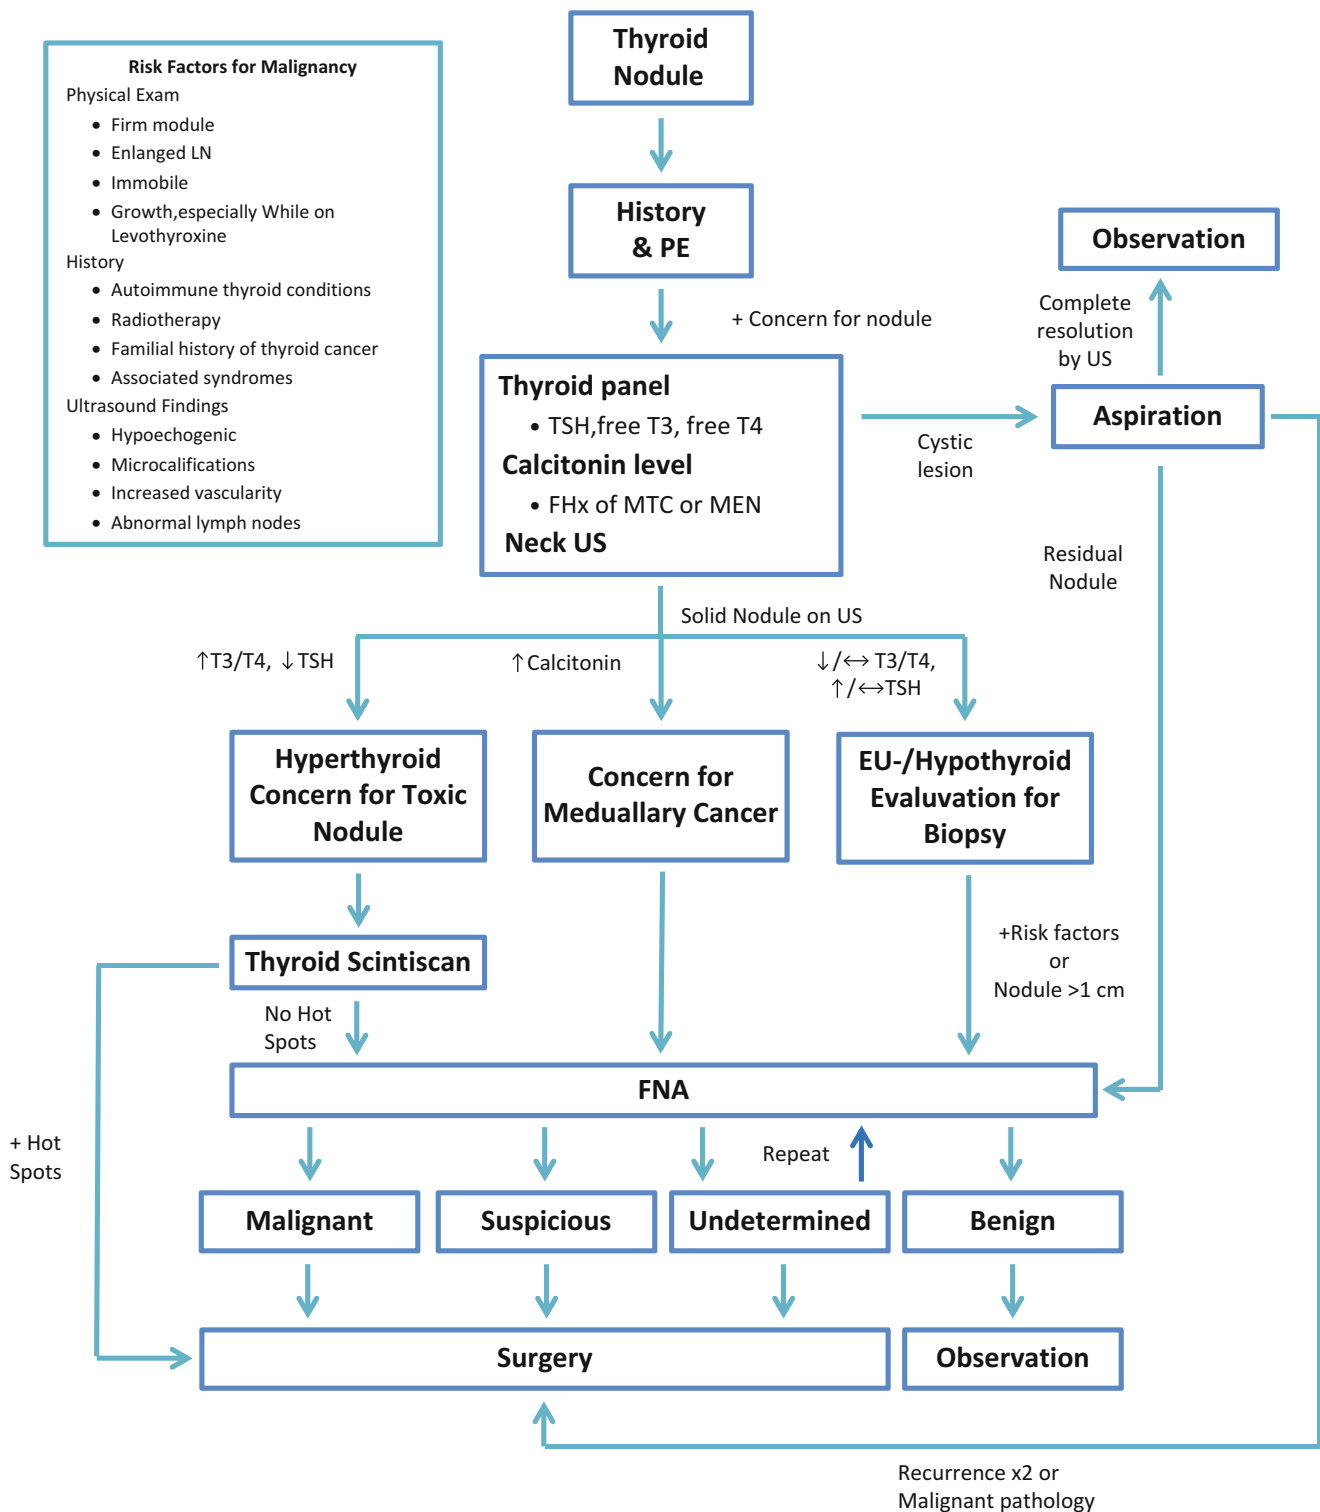 Thyroid
Nodule
Risk Factors for Malignancy
Physical Exam
• Firm module
• Enlanged LN
• Immobile
• Growth,especially While on
Levothyroxine
History
• Autoimmune thyroid conditions
• Radiotherapy
• Familial history of thyroid cancer
• Associated syndromes
Ultrasound Findings
• Hypoechogenic
• Microcalifications
• Increased vascularity
• Abnormal lymph nodes
History
& PE
+ Concern for nodule
Observation
Complete
resolution
by US
Thyroid panel
• TSH,free T3, free T4
Calcitonin level
• FHx of MTC or MEN
Neck US
Cystic
lesion
Aspiration
Residual
Nodule
Solid Nodule on US
↑T3/T4, ↓TSH
↑Calcitonin
↓/↔ T3/T4,
↑/↔TSH
Hyperthyroid
Concern for Toxic
Nodule
Concern for
Meduallary Cancer
EU-/Hypothyroid
Evaluvation for
Biopsy
Thyroid Scintiscan
+Risk factors
or
Nodule >1 cm
No Hot
Spots
FNA
+ Hot
Spots
Repeat
Malignant
Suspicious
Undetermined
Benign
Surgery
Observation
Recurrence x2 or
Malignant pathology